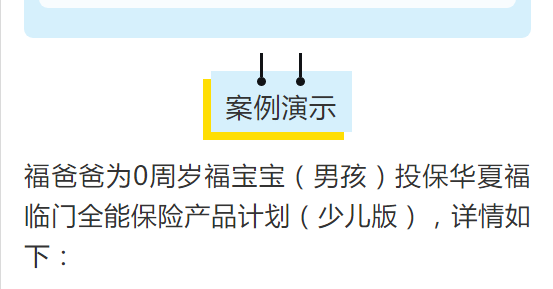 案例演示
福爸爸为0周岁福宝宝（男孩）投保华夏福
临门全能保险产品计划（少儿版），详情如
下：